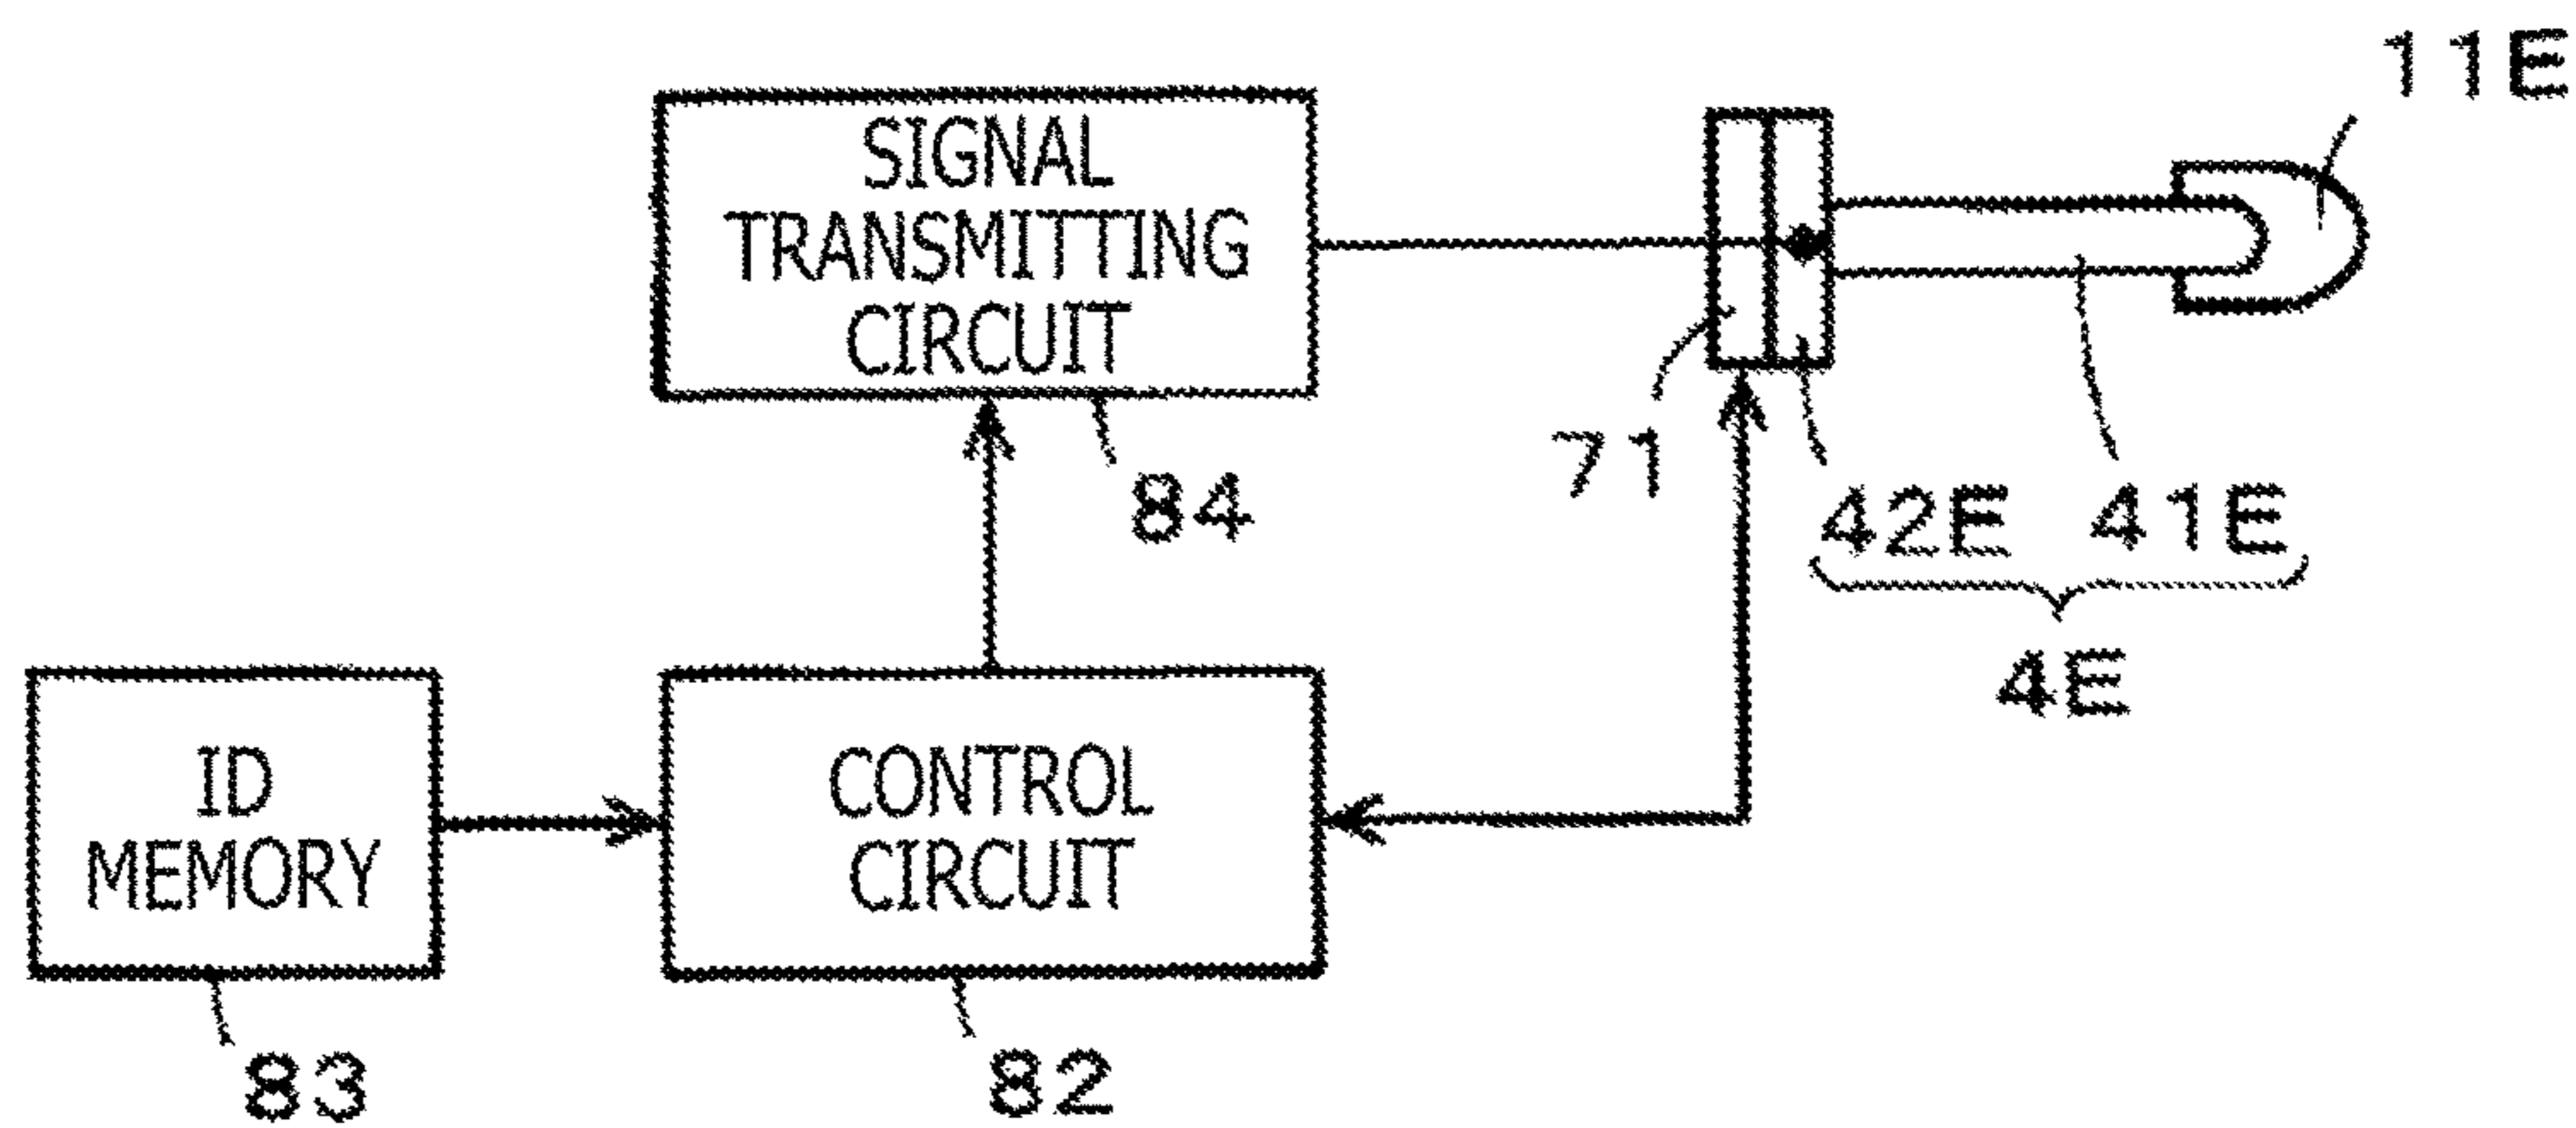 11E
SIGNAL
TRANSMITTING
CIRCUIT
71
84
42E 41E
4E
ID
MEMORY
CONTROL
CIRCUIT
83
82